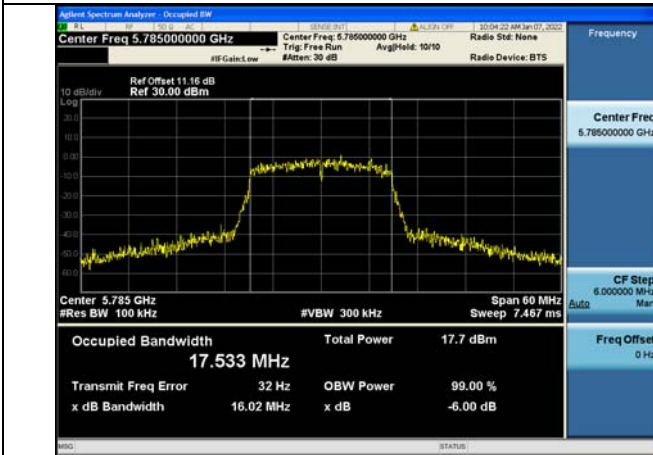 Agilent Spectrum Analyzer - Occupied BW
RL RF 50 Ω AC SENSE:INT ALIGN OFF 10:04:22 AM Jan 07, 2022
Center Freq 5.785000000 GHz Center Freq: 5.785000000 GHz Radio Std: None Frequency
Trig: Free Run Avg|Hold: 10/10
#IFGain:Low #Atten: 30 dB Radio Device: BTS
Ref Offset 11.16 dB
10 dB/div Ref 30.00 dBm
Log
20.0
10.0
0.00
-10.0
-20.0
-30.0
-40.0
-50.0
-60.0
Center Freq
5.785000000 GHz
Center 5.785 GHz Span 60 MHz
#Res BW 100 kHz #VBW 300 kHz Sweep 7.467 ms
CF Step
6.000000 MHz
Auto Man
Occupied Bandwidth Total Power 17.7 dBm
17.533 MHz
Transmit Freq Error 32 Hz OBW Power 99.00 %
x dB Bandwidth 16.02 MHz x dB -6.00 dB
Freq Offset
0 Hz
MSG STATUS